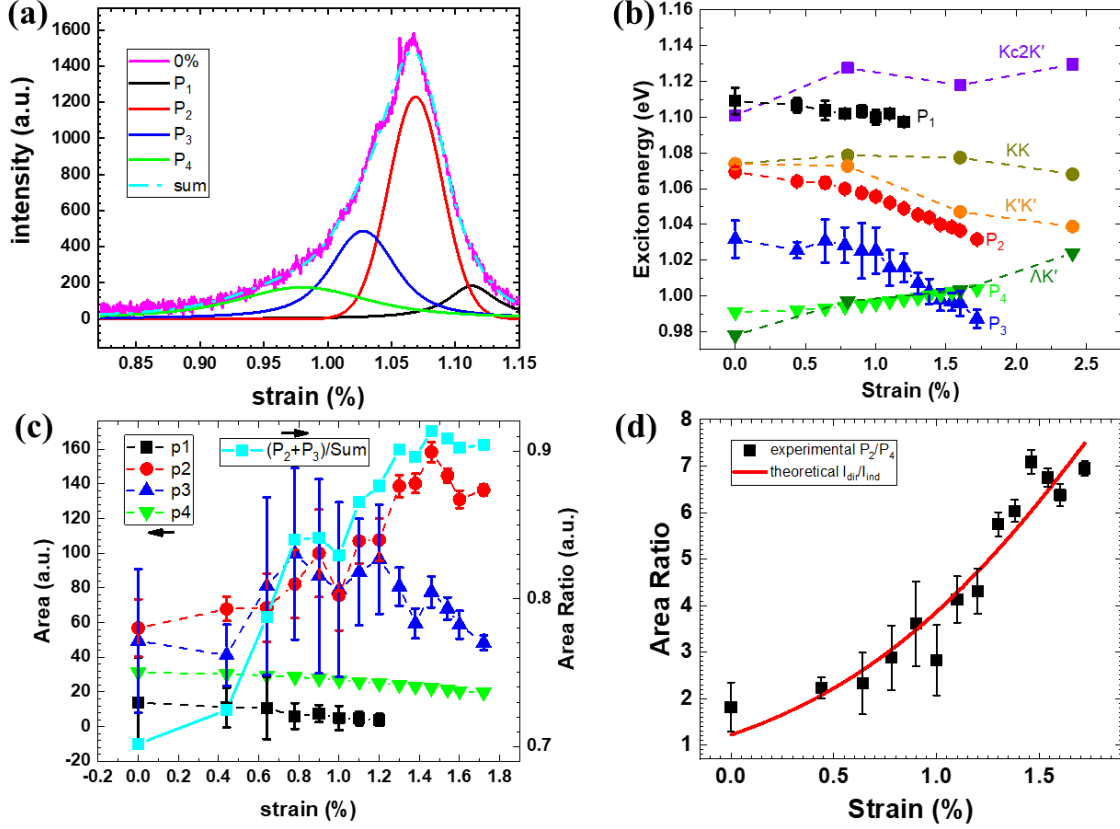 (a)
1600
1400
1200
1000
800
600
400
200
0
intensity (a.u.)
0%
P1
P2
P3
P4
sum
0.85 0.90 0.95 1.00 1.05 1.10 1.15
strain (%)
(b)
1.16
1.14
1.12
1.10
1.08
1.06
1.04
1.02
1.00
0.98
Exciton energy (eV)
Kc2K′
P1
KK
K′K′
P2
ΛK′
P4
P3
0.0 0.5 1.0 1.5 2.0 2.5
Strain (%)
(c)
160
140
120
100
80
60
40
20
0
-20
Area (a.u.)
p1
p2
p3
p4
(P2+P3)/Sum
0.9
0.8
0.7
Area Ratio (a.u.)
-0.2 0.0 0.2 0.4 0.6 0.8 1.0 1.2 1.4 1.6 1.8
strain (%)
(d)
8
7
6
5
4
3
2
1
Area Ratio
experimental P2/P4
theoretical Idir/Iind
0.0 0.5 1.0 1.5
Strain (%)